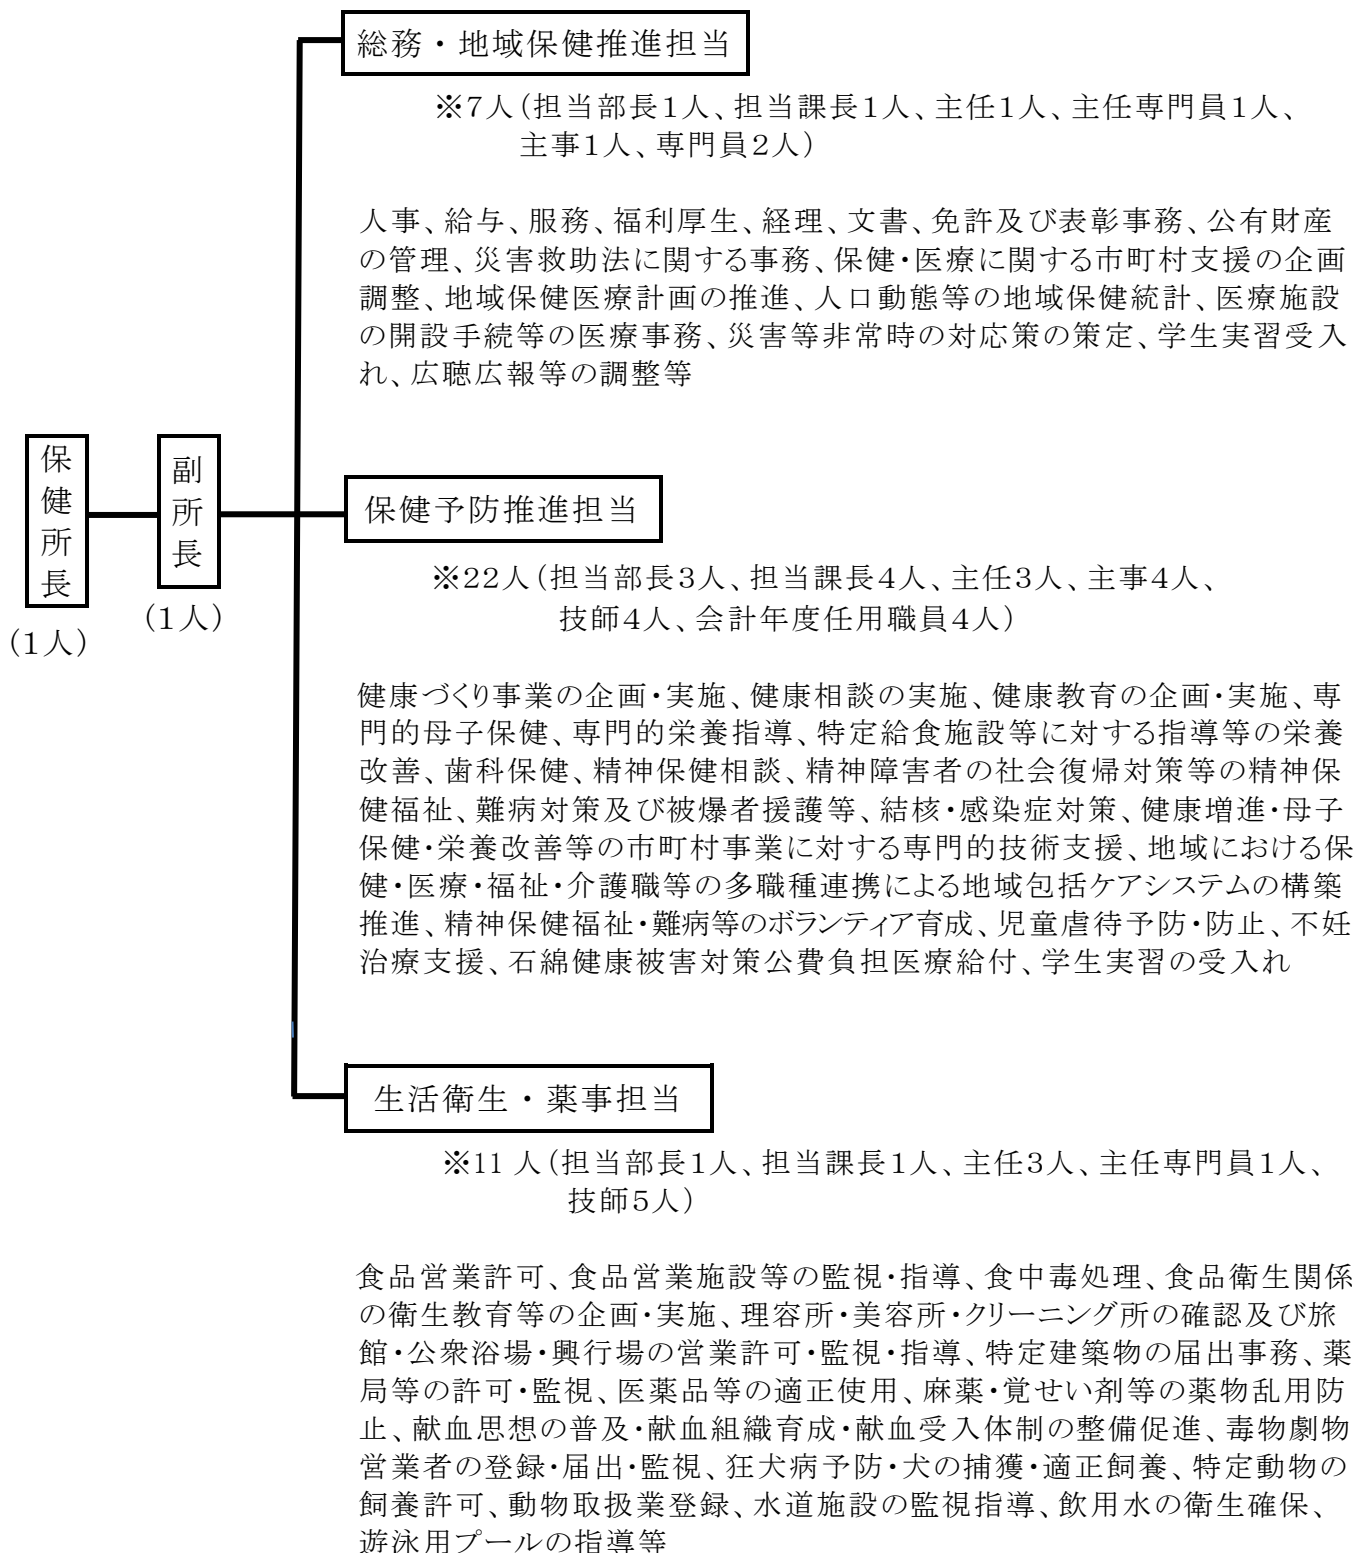 総務・地域保健推進担当
※7人(担当部長1人、担当課長1人、主任1人、主任専門員1人、
主事1人、専門員2人)
人事、給与、服務、福利厚生、経理、文書、免許及び表彰事務、公有財産
の管理、災害救助法に関する事務、保健・医療に関する市町村支援の企画
調整、地域保健医療計画の推進、人口動態等の地域保健統計、医療施設
の開設手続等の医療事務、災害等非常時の対応策の策定、学生実習受入
れ、広聴広報等の調整等
保健所長
(1人)
副所長
(1人)
保健予防推進担当
※22人(担当部長3人、担当課長4人、主任3人、主事4人、
技師4人、会計年度任用職員4人)
健康づくり事業の企画・実施、健康相談の実施、健康教育の企画・実施、専
門的母子保健、専門的栄養指導、特定給食施設等に対する指導等の栄養
改善、歯科保健、精神保健相談、精神障害者の社会復帰対策等の精神保
健福祉、難病対策及び被爆者援護等、結核・感染症対策、健康増進・母子
保健・栄養改善等の市町村事業に対する専門的技術支援、地域における保
健・医療・福祉・介護職等の多職種連携による地域包括ケアシステムの構築
推進、精神保健福祉・難病等のボランティア育成、児童虐待予防・防止、不妊
治療支援、石綿健康被害対策公費負担医療給付、学生実習の受入れ
生活衛生・薬事担当
※11人(担当部長1人、担当課長1人、主任3人、主任専門員1人、
技師5人)
食品営業許可、食品営業施設等の監視・指導、食中毒処理、食品衛生関係
の衛生教育等の企画・実施、理容所・美容所・クリーニング所の確認及び旅
館・公衆浴場・興行場の営業許可・監視・指導、特定建築物の届出事務、薬
局等の許可・監視、医薬品等の適正使用、麻薬・覚せい剤等の薬物乱用防
止、献血思想の普及・献血組織育成・献血受入体制の整備促進、毒物劇物
営業者の登録・届出・監視、狂犬病予防・犬の捕獲・適正飼養、特定動物の
飼養許可、動物取扱業登録、水道施設の監視指導、飲用水の衛生確保、
遊泳用プールの指導等